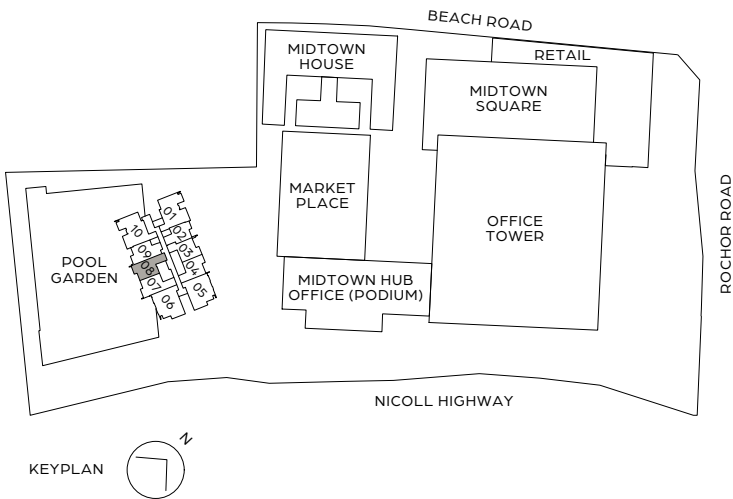 BEACH ROAD
MIDTOWN
HOUSE
RETAIL
MIDTOWN
SQUARE
ROCHOR ROAD
MARKET
PLACE
OFFICE
TOWER
01
02
03
04
05
10
09
08
07
06
POOL
GARDEN
MIDTOWN HUB
OFFICE (PODIUM)
NICOLL HIGHWAY
N
KEYPLAN